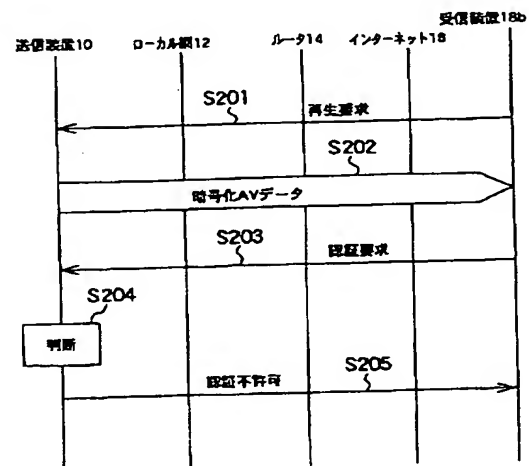 受信装置18b
送信装置10
ローカル網12
ルータ14
インターネット18
S201
再生要求
S202
暗号化AVデータ
S203
認証要求
S204
判断
認証不許可
S205